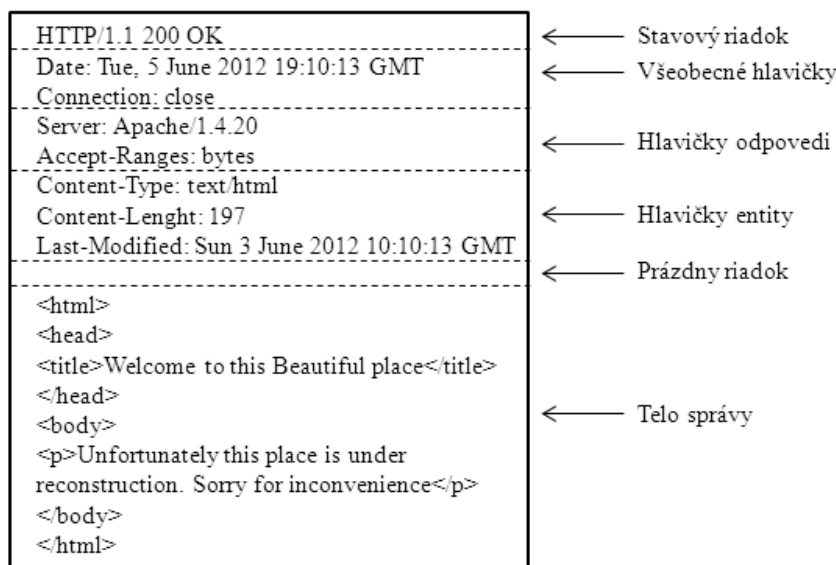 HTTP/1.1 200 OK
Stavový riadok
Date: Tue, 5 June 2012 19:10:13 GMT
Všeobecné hlavičky
Connection: close
Server: Apache/1.4.20
Hlavičky odpovedi
Accept-Ranges: bytes
Content-Type: text/html
Content-Lenght: 197
Hlavičky entity
Last-Modified: Sun 3 June 2012 10:10:13 GMT
Prázdny riadok
<html>
<head>
<title>Welcome to this Beautiful place</title>
</head>
<body>
Telo správy
<p>Unfortunately this place is under
reconstruction. Sorry for inconvenience</p>
</body>
</html>